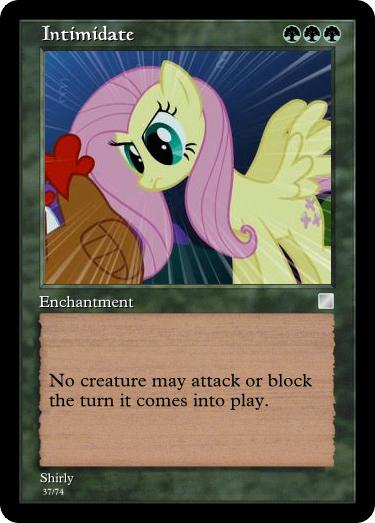 Intimidate
Enchantment
No creature may attack or block
the turn it comes into play.
Shirly
37/74